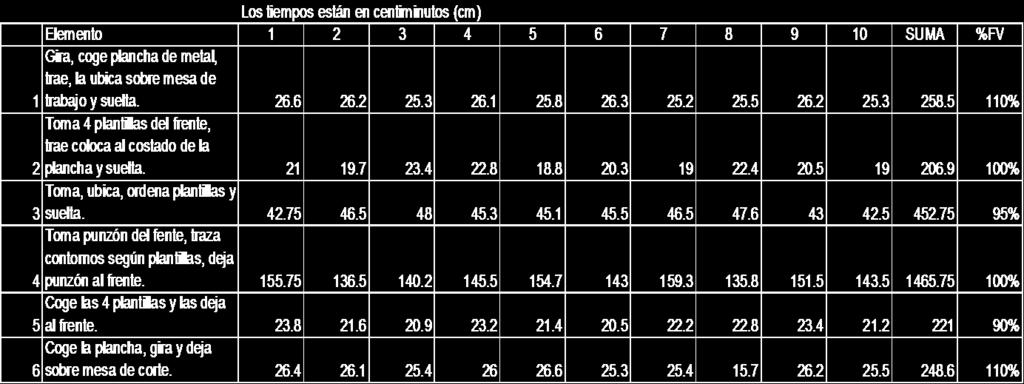 Los tiempos están en centiminutos (cm)
Elemento 1 2 3 4 5 6 7 8 9 10 SUMA %FV
Gira, coge plancha de metal,
trae, la ubica sobre mesa de
1 trabajo y suelta. 26.6 26.2 25.3 26.1 25.8 26.3 25.2 25.5 26.2 25.3 258.5 110%
Toma 4 plantillas del frente,
trae coloca al costado de la
2 plancha y suelta. 21 19.7 23.4 22.8 18.8 20.3 19 22.4 20.5 19 206.9 100%
Toma, ubica, ordena plantillas y
3 suelta. 42.75 46.5 48 45.3 45.1 45.5 46.5 47.6 43 42.5 452.75 95%
Toma punzón del fente, traza
contornos según plantillas, deja
4 punzón al frente. 155.75 136.5 140.2 145.5 154.7 143 159.3 135.8 151.5 143.5 1465.75 100%
Coge las 4 plantillas y las deja
5 al frente. 23.8 21.6 20.9 23.2 21.4 20.5 22.2 22.8 23.4 21.2 221 90%
Coge la plancha, gira y deja
6 sobre mesa de corte. 26.4 26.1 25.4 26 26.6 25.3 25.4 15.7 26.2 25.5 248.6 110%